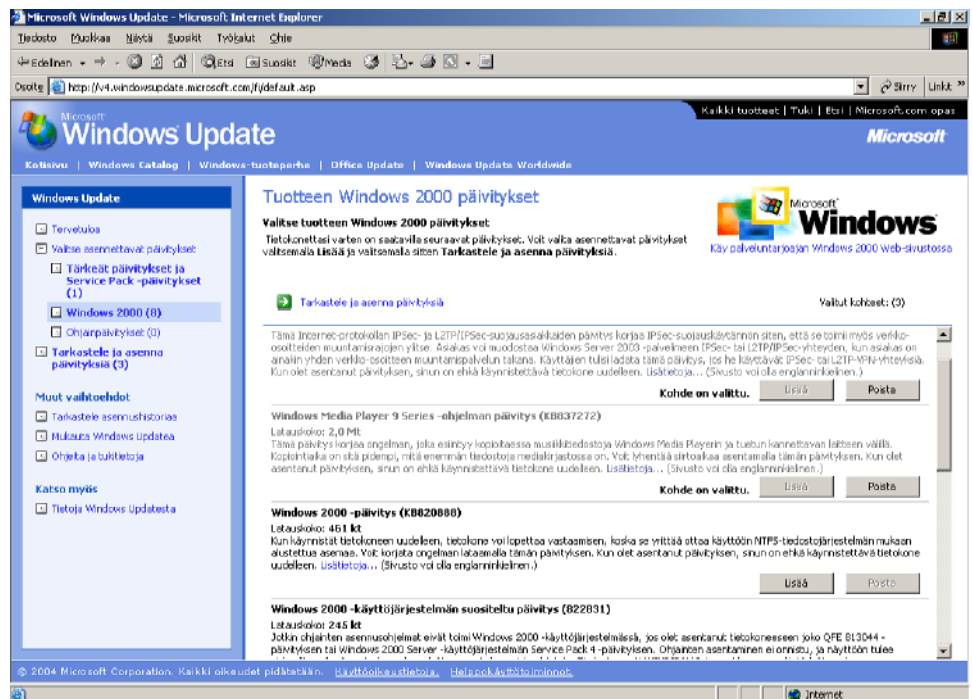 Microsoft Windows Update - Microsoft Internet Explorer
Tiedosto Muokkaa Näytä Suosikit Työkalut Ohje
Edellinen Etsi Suosikit Media
Osoite http://v4.windowsupdate.microsoft.com/fi/default.asp Siirry Linkit »
Kaikki tuotteet | Tuki | Etsi | Microsoft.com opas
Microsoft
Windows Update
Microsoft
Kotisivu | Windows Catalog | Windows-tuoteperhe | Office Update | Windows Update Worldwide
Windows Update
Tervetuloa
Valitse asennettavat päivitykset
Tärkeät päivitykset ja
Service Pack -päivitykset
(1)
Windows 2000 (8)
Ohjainpäivitykset (0)
Tarkastele ja asenna
päivityksiä (3)
Muut vaihtoehdot
Tarkastele asennushistoriaa
Mukauta Windows Updatea
Ohjeita ja tukitietoja
Katso myös
Tietoja Windows Updatesta
Tuotteen Windows 2000 päivitykset
Valitse tuotteen Windows 2000 päivitykset
Tietokonettasi varten on saatavilla seuraavat päivitykset. Voit valita asennettavat päivitykset
valitsemalla Lisää ja valitsemala sitten Tarkastele ja asenna päivityksiä.
Microsoft
Windows
Käy palveluntarjoajan Windows 2000 Web-sivustossa
Tarkastele ja asenna päivityksiä
Valitut kohteet: (3)
Tämä Internet-protokollan IPSec- ja L2TP/IPSec-suojausasiakkaiden päivitys korjaa IPSec-suojauskäytännön siten, että se toimii myös verkko-
osoitteen muuntamisrajojen ylitse. Asiakas voi muodostaa Windows Server 2003 -palvelimeen IPSec- tai L2TP/IPSec-yhteyden, kun asiakas on
ainakin yhden verkko-osoitteen muuntamispalvelun takana. Käyttäjien tulisi ladata tämä päivitys, jos he käyttävät IPSec- tai L2TP-VPN-yhteyksiä.
Kun olet asentanut päivityksen, sinun on ehkä käynnistettävä tietokone uudelleen. Lisätietoja... (Sivusto voi olla englanninkielinen.)
Kohde on valittu. Lisää Poista
Windows Media Player 9 Series -ohjelman päivitys (KB837272)
Latauskoko: 2,0 Mt
Tämä päivitys korjaa ongelman, joka esiintyy kopioitaessa musiikkitiedostoja Windows Media Playerin ja tuetun kannettavan laitteen välillä.
Kopiointiaika on sitä pidempi, mitä enemmän tiedostoja mediakirjastossa on. Voit lyhentää siirtoaikaa asentamalla tämän päivityksen. Kun olet
asentanut päivityksen, sinun on ehkä käynnistettävä tietokone uudelleen. Lisätietoja... (Sivusto voi olla englanninkielinen.)
Kohde on valittu. Lisää Poista
Windows 2000 -päivitys (KB820888)
Latauskoko: 461 kt
Kun käynnistät tietokoneen uudelleen, tietokone voi lopettaa vastaamisen, koska se yrittää ottaa käyttöön NTFS-tiedostojärjestelmän mukaan
alustettua asemaa. Voit korjata ongelman lataamalla tämän päivityksen. Kun olet asentanut päivityksen, sinun on ehkä käynnistettävä tietokone
uudelleen. Lisätietoja... (Sivusto voi olla englanninkielinen.)
Lisää Poista
Windows 2000 -käyttöjärjestelmän suositeltu päivitys (822831)
Latauskoko: 245 kt
Jotkin ohjainten asennusohjelmat eivät toimi Windows 2000 -käyttöjärjestelmässä, jos olet asentanut tietokoneeseen joko QFE 813044 -
päivityksen tai Windows 2000 Server -käyttöjärjestelmän Service Pack 4 -päivityksen. Ohjainten asentaminen ei onnistu, ja näyttöön tulee
© 2004 Microsoft Corporation. Kaikki oikeudet pidätetään. Käyttöoikeustietoja. Helppokäyttötoiminnot.
Internet